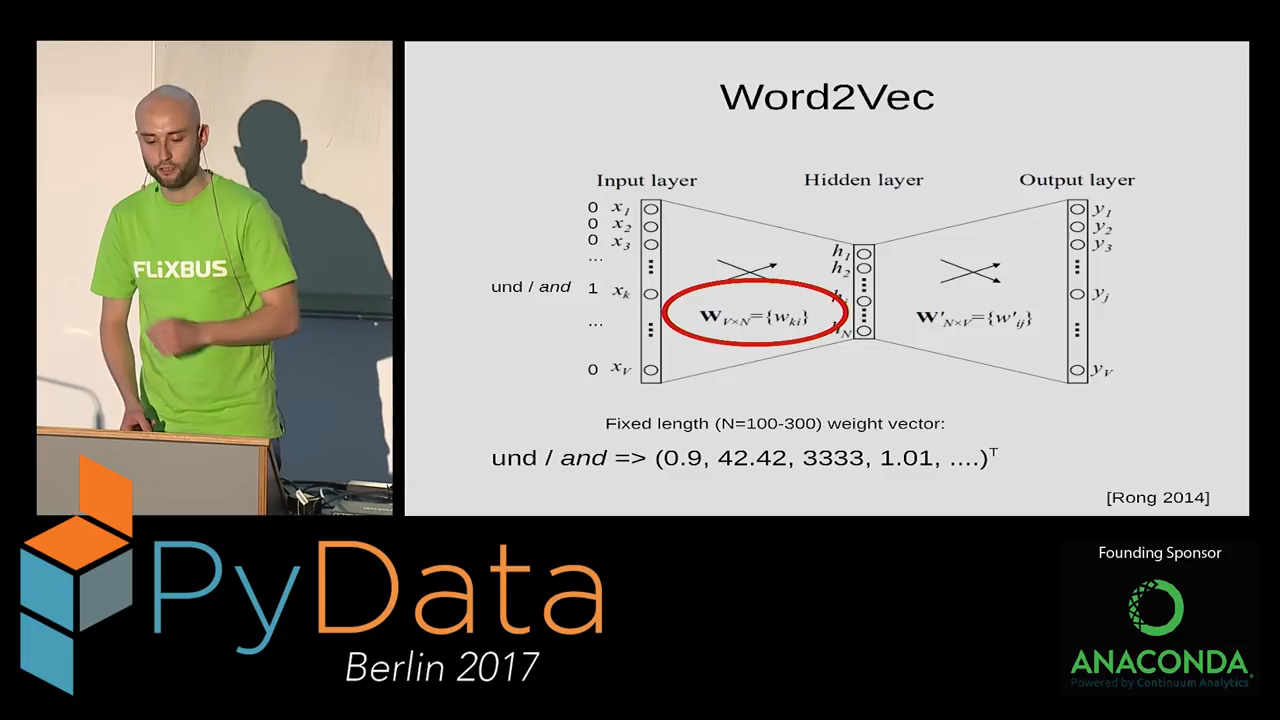 FLiXBUS
Word2Vec
Input layer
Hidden layer
Output layer
0 x1
0 x2
0 x3
...
und / and 1 xk
...
0 xV
h1
h2
hN
y1
y2
y3
yj
yV
WV×N={wki}
W'N×V={w'ij}
Fixed length (N=100-300) weight vector:
und / and => (0.9, 42.42, 3333, 1.01, ....)T
[Rong 2014]
PyData
Berlin 2017
Founding Sponsor
ANACONDA
Powered by Continuum Analytics